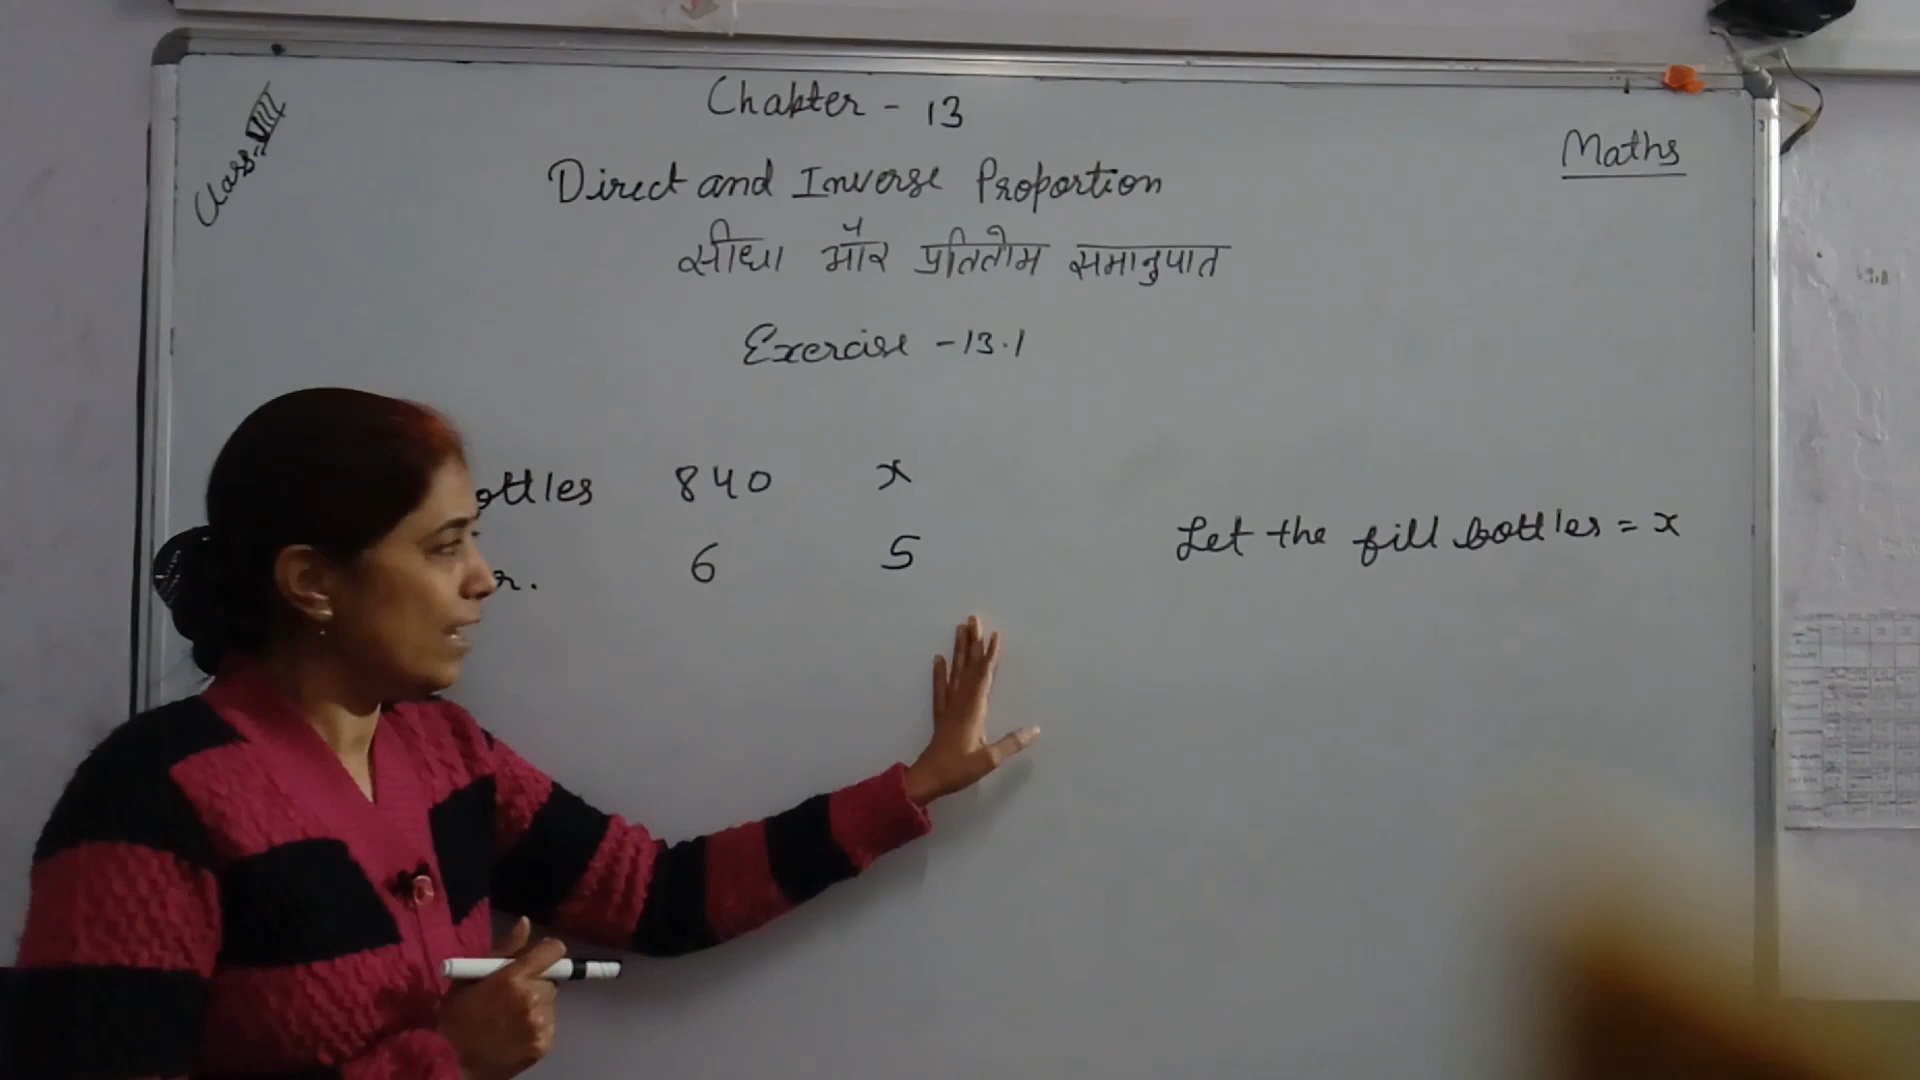 Class-VIII
Chapter - 13
Maths
Direct and Inverse Proportion
सीधा और प्रतिलोम समानुपात
Exercise - 13.1
ottles 840 x
r. 6 5
Let the fill bottles = x